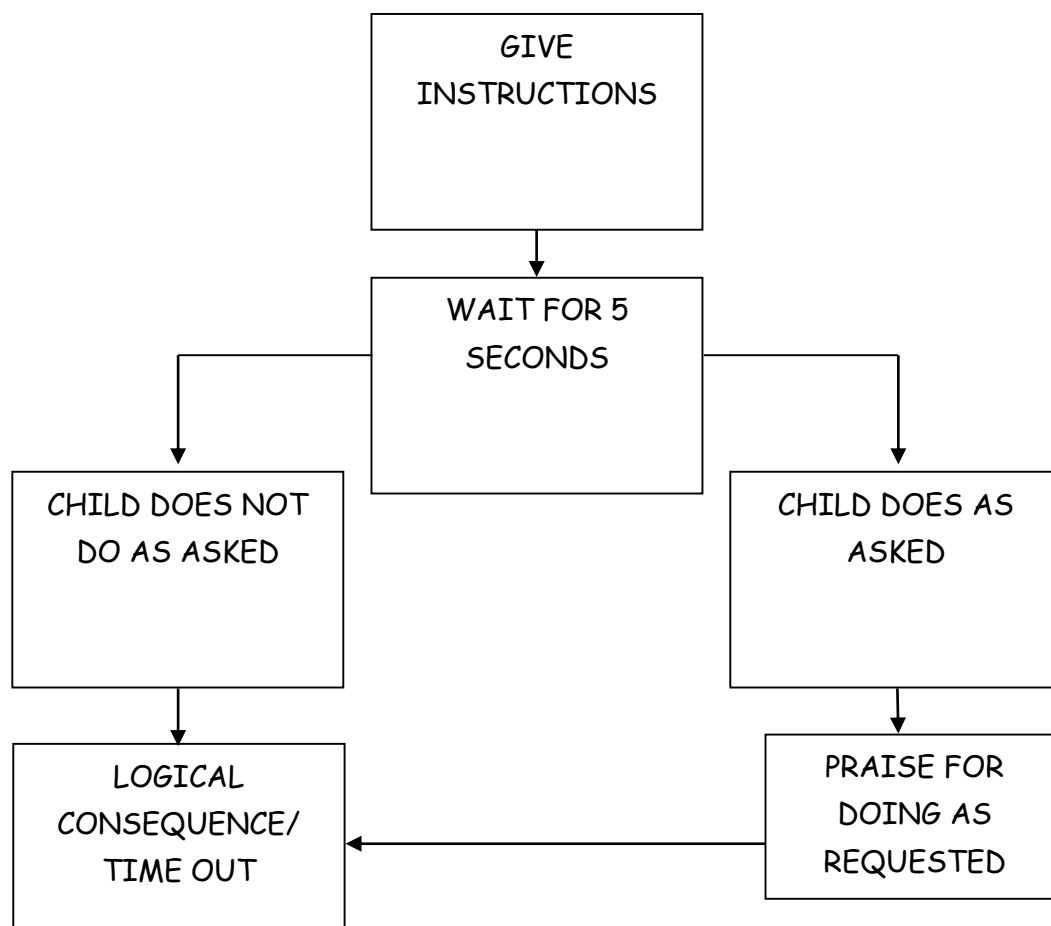 GIVE
INSTRUCTIONS
WAIT FOR 5
SECONDS
CHILD DOES NOT
DO AS ASKED
CHILD DOES AS
ASKED
LOGICAL
CONSEQUENCE/
TIME OUT
PRAISE FOR
DOING AS
REQUESTED